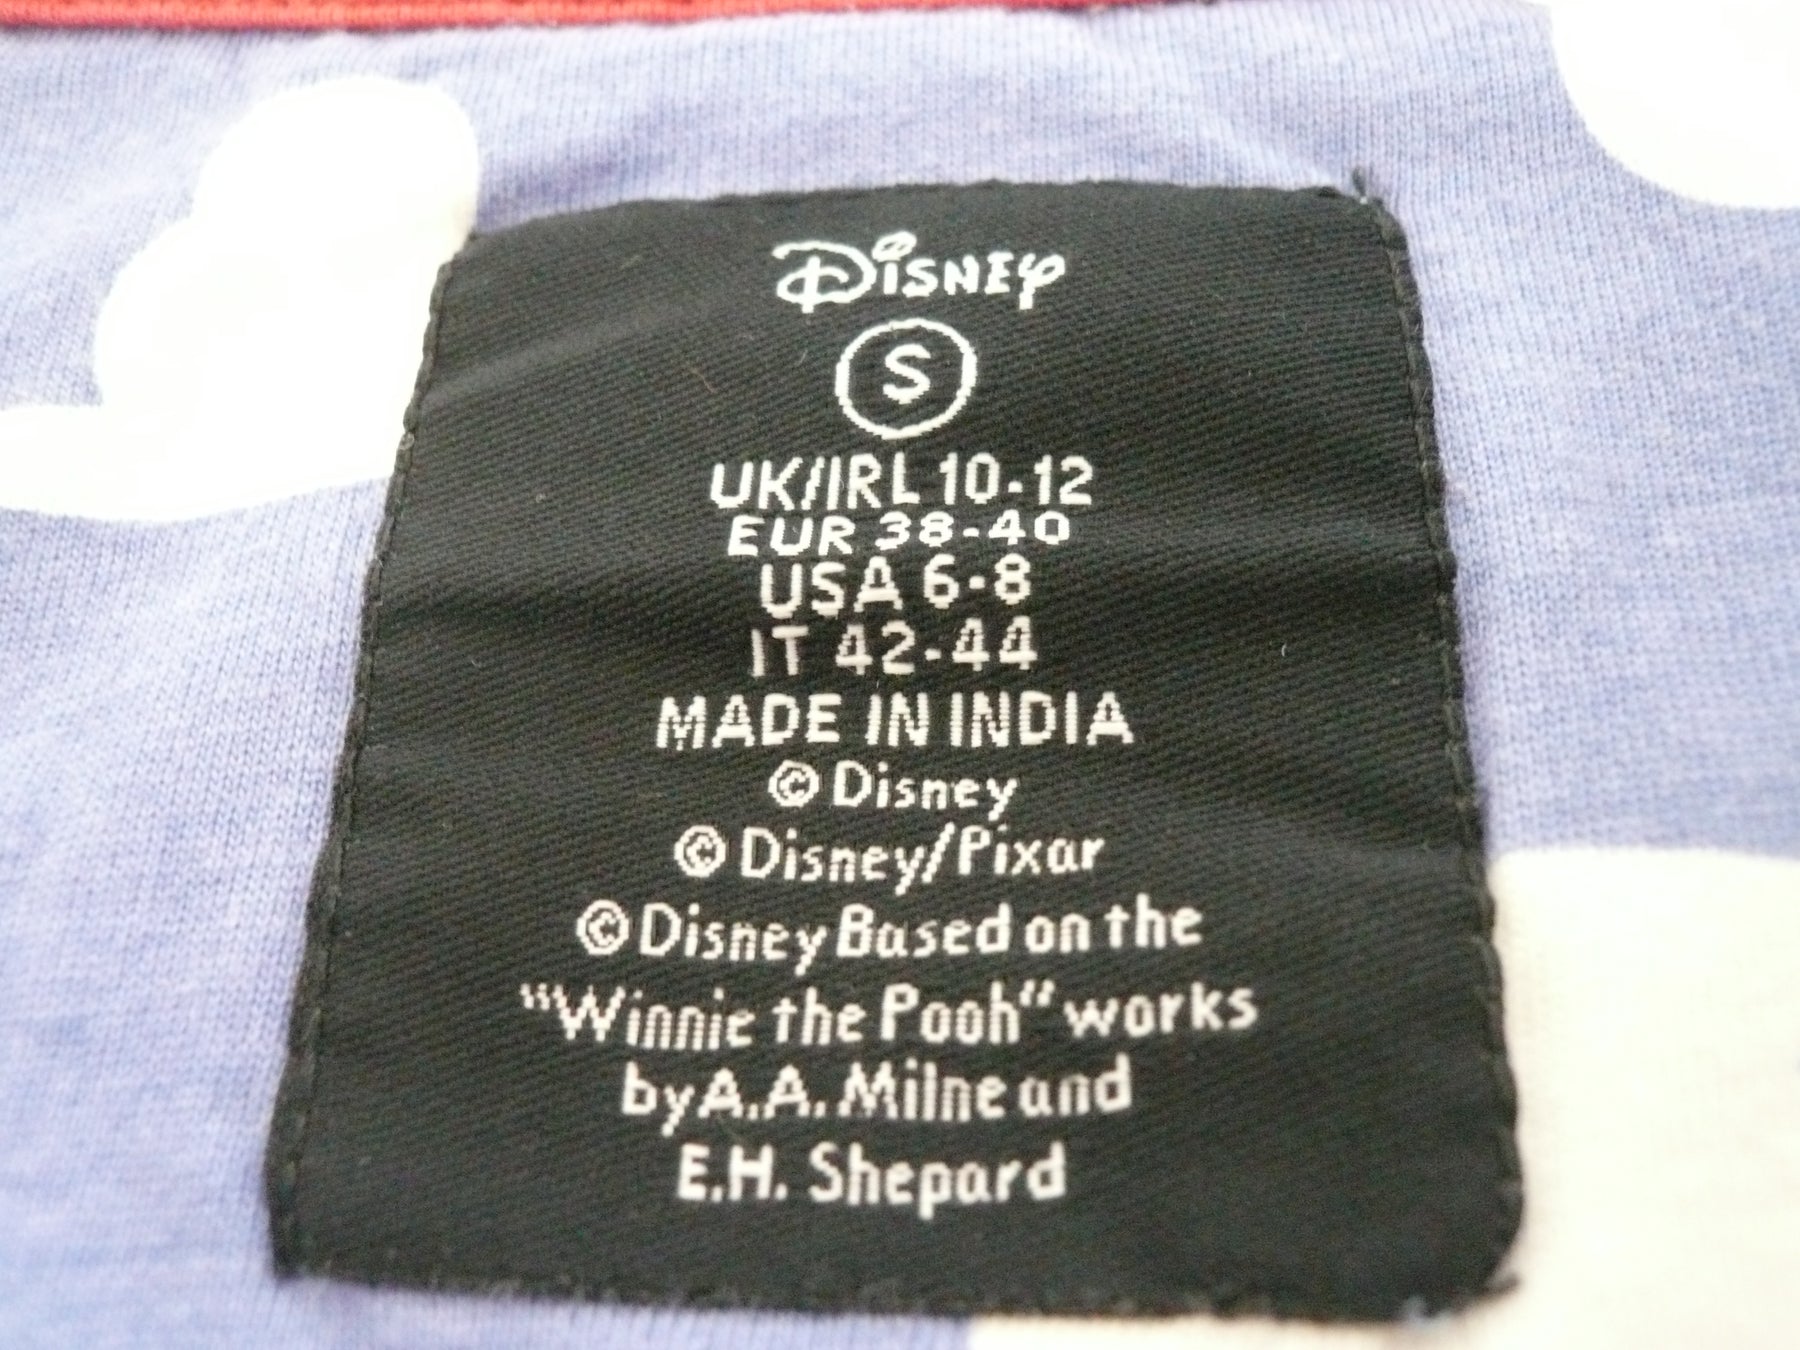 Disney
S
UK/IRL 10-12
EUR 38-40
USA 6-8
IT 42-44
MADE IN INDIA
© Disney
© Disney/Pixar
© Disney Based on the
“Winnie the Pooh“ works
by A.A. Milne and
E.H. Shepard